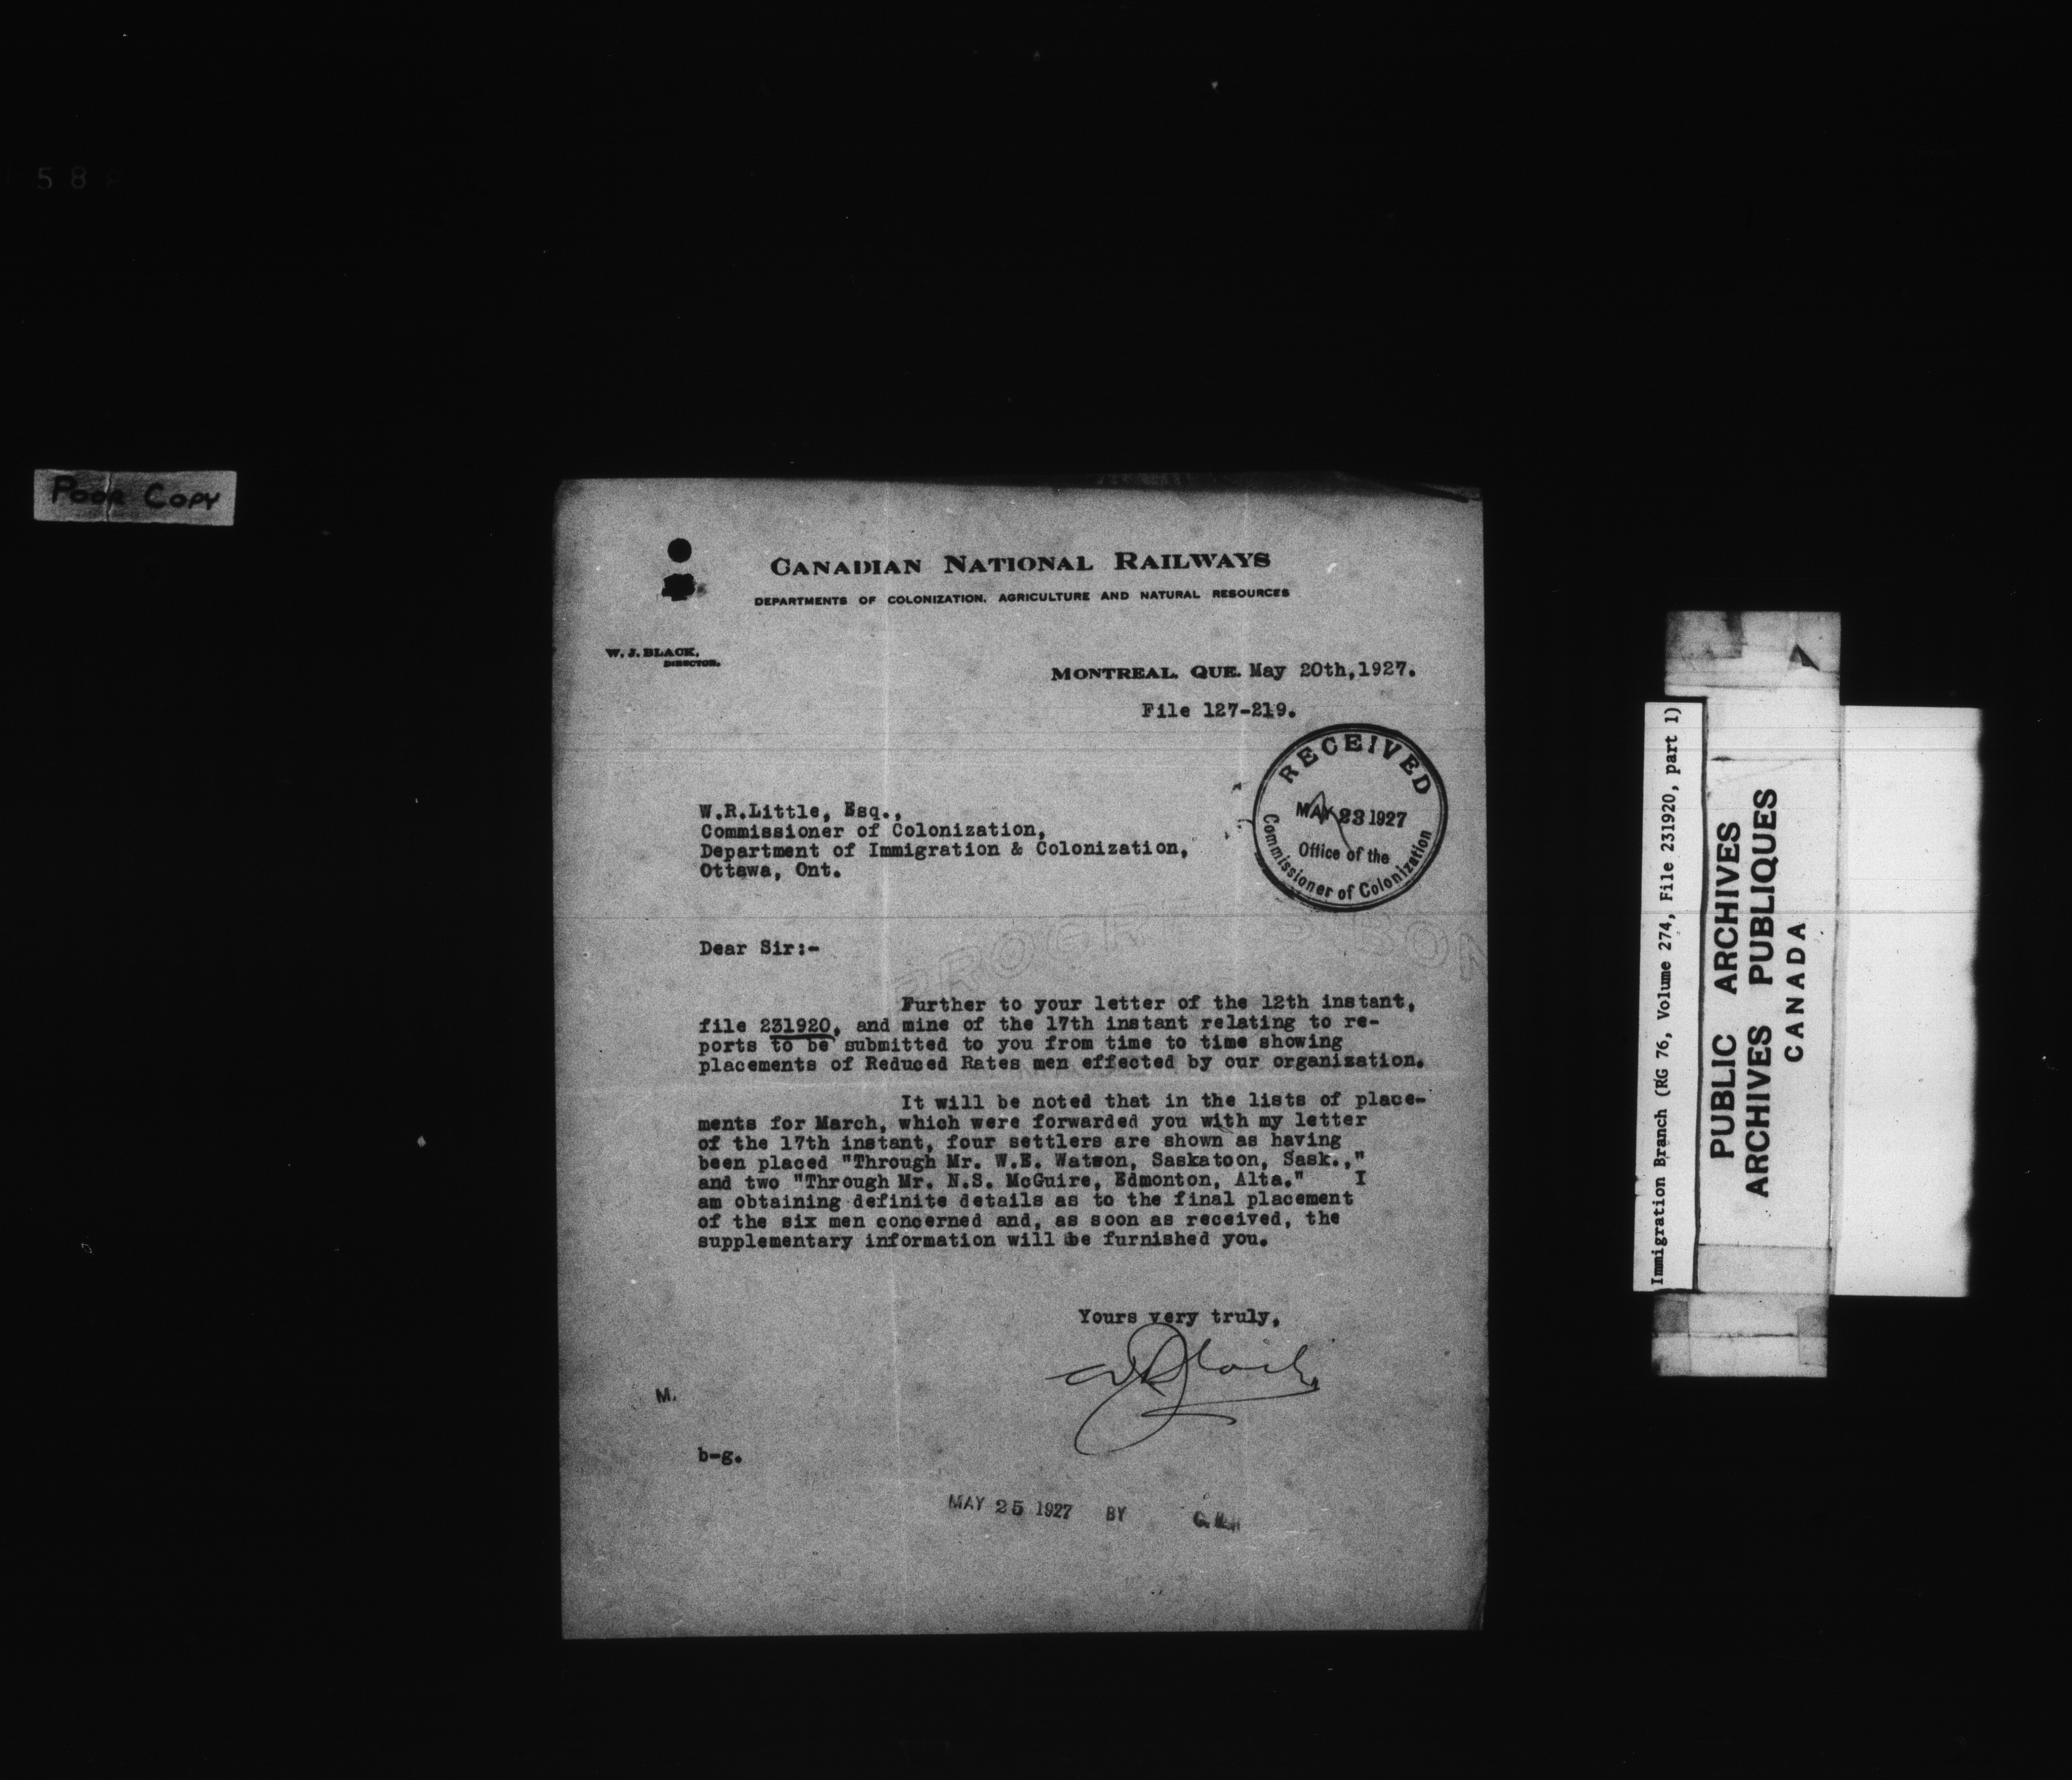 58
POOR COPY
CANADIAN NATIONAL RAILWAYS
DEPARTMENTS OF COLONIZATION, AGRICULTURE AND NATURAL RESOURCES
W. J. BLACK,
DIRECTOR.
MONTREAL, QUE. May 20th,1927.
File 127-219.
RECEIVED
MAY 23 1927
Office of the
Commissioner of Colonization
W.R.Little, Esq.,
Commissioner of Colonization,
Department of Immigration & Colonization,
Ottawa, Ont.
PROGRESS BON
Dear Sir:-
Further to your letter of the 12th instant,
file 231920, and mine of the 17th instant relating to re-
ports to be submitted to you from time to time showing
placements of Reduced Rates men effected by our organization.
It will be noted that in the lists of place-
ments for March, which were forwarded you with my letter
of the 17th instant, four settlers are shown as having
been placed "Through Mr. W.E. Watson, Saskatoon, Sask.,"
and two "Through Mr. N.S. McGuire, Edmonton, Alta." I
am obtaining definite details as to the final placement
of the six men concerned and, as soon as received, the
supplementary information will be furnished you.
Yours very truly,
WJBlack
M.
b-g.
MAY 25 1927 BY
Immigration Branch (RG 76, Volume 274, File 231920, part 1)
PUBLIC ARCHIVES
ARCHIVES PUBLIQUES
CANADA